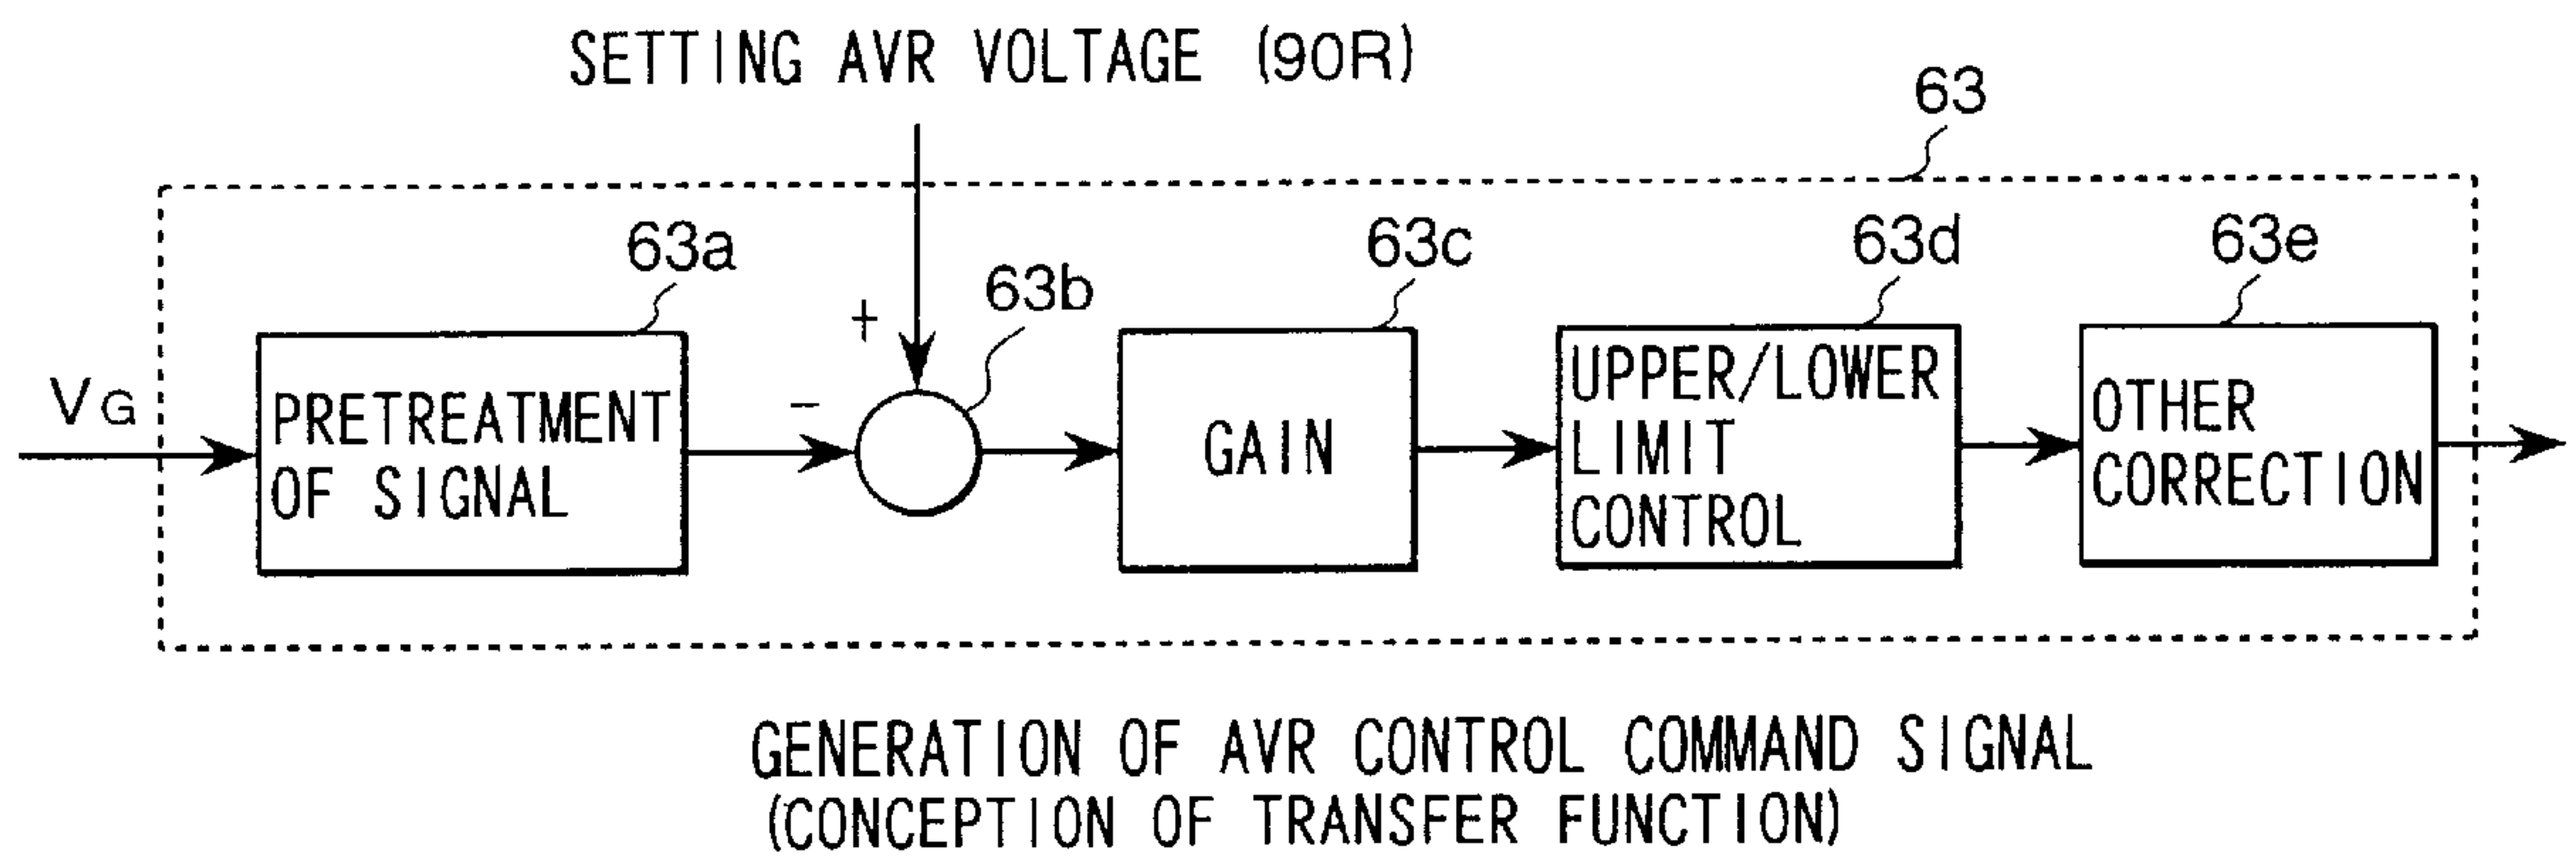 SETTING AVR VOLTAGE (90R)
63
63a
63b
63c
63d
63e
+
-
VG
PRETREATMENT
OF SIGNAL
GAIN
UPPER/LOWER
LIMIT
CONTROL
OTHER
CORRECTION
GENERATION OF AVR CONTROL COMMAND SIGNAL
(CONCEPTION OF TRANSFER FUNCTION)